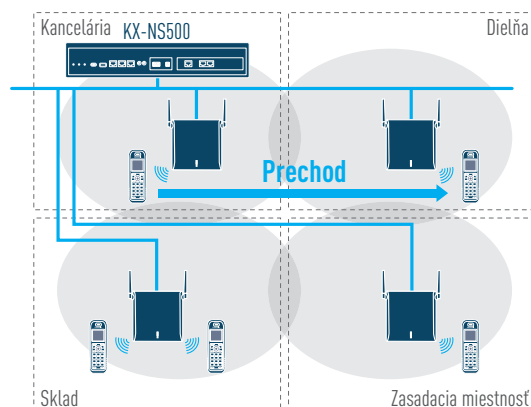 Kancelária
KX-NS500
Dielňa
Prechod
Sklad
Zasadacia miestnosť